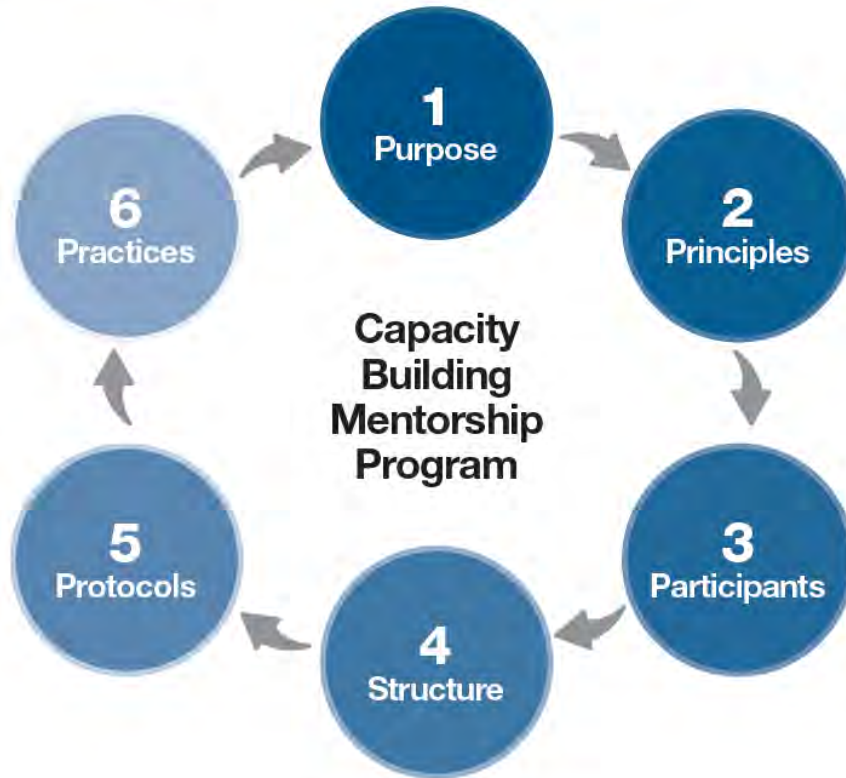 1
Purpose
2
Principles
3
Participants
4
Structure
5
Protocols
6
Practices
Capacity
Building
Mentorship
Program